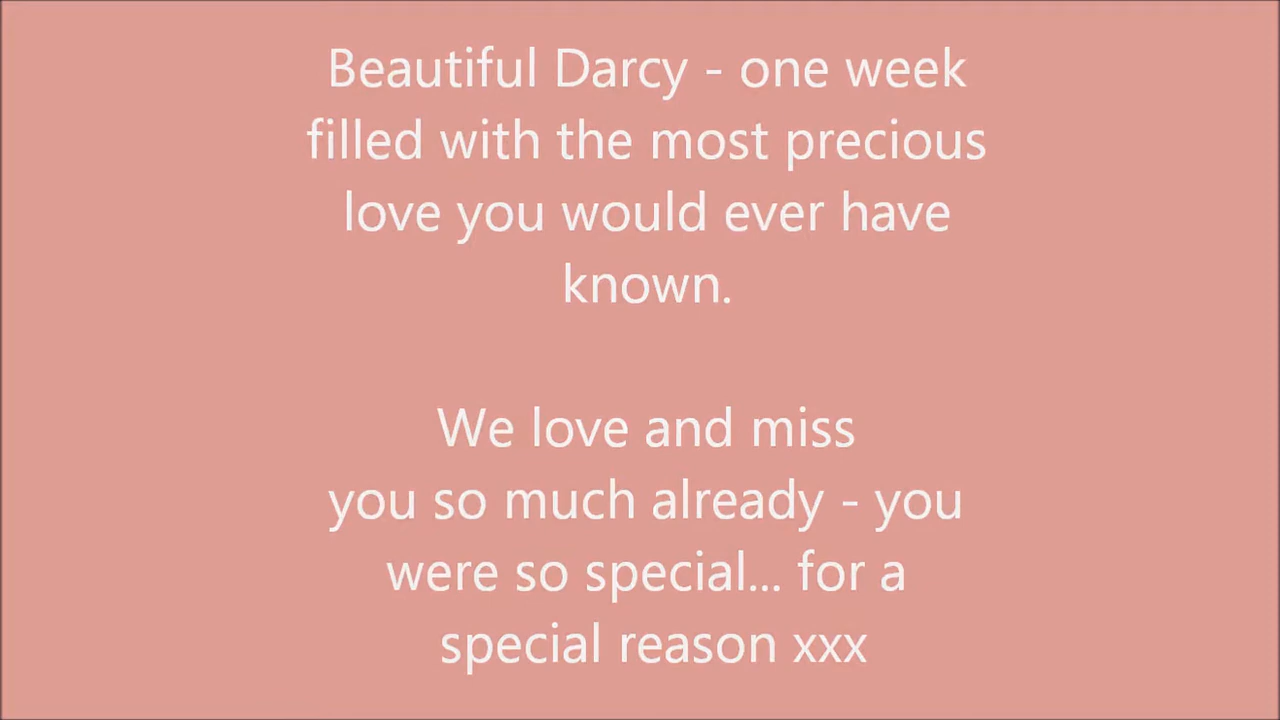 Beautiful Darcy - one week
filled with the most precious
love you would ever have
known.
We love and miss
you so much already - you
were so special... for a
special reason xxx